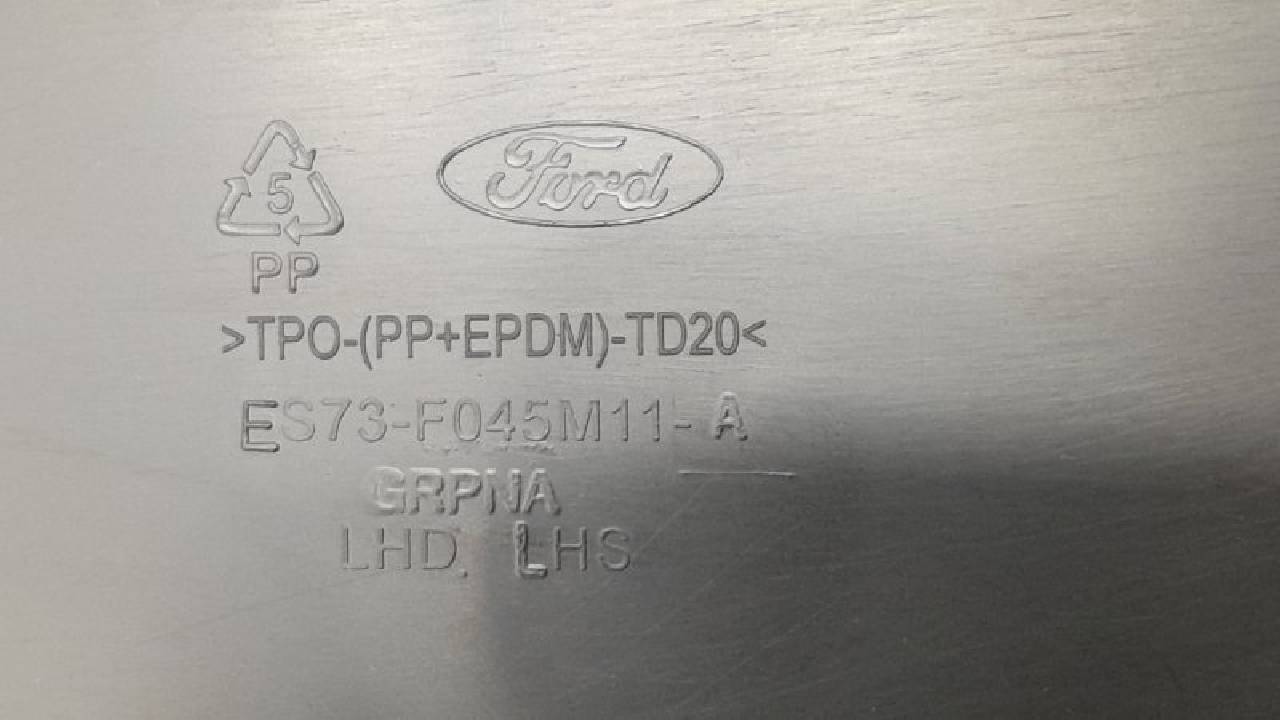 5
Ford
PP
>TPO-(PP+EPDM)-TD20<
ES73-F045M11-A
GRPNA
LHD. LHS